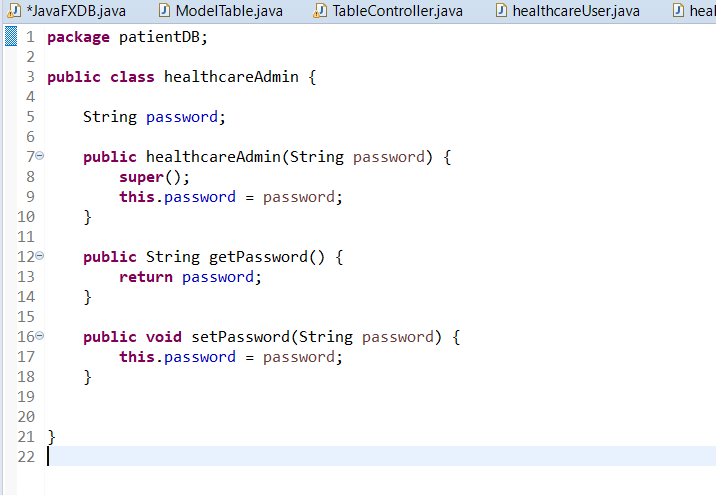 *JavaFXDB.java ModelTable.java TableController.java healthcareUser.java heal
1 package patientDB;
2
3 public class healthcareAdmin {
4
5 String password;
6
7 public healthcareAdmin(String password) {
8 super();
9 this.password = password;
10 }
11
12 public String getPassword() {
13 return password;
14 }
15
16 public void setPassword(String password) {
17 this.password = password;
18 }
19
20
21 }
22